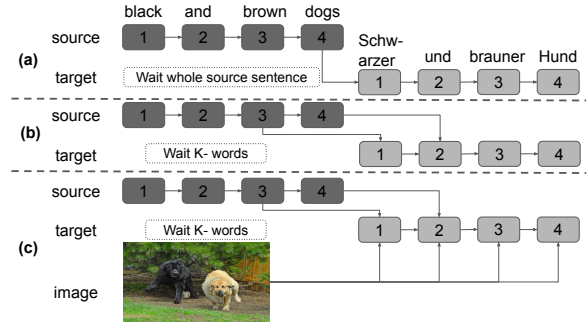 black and brown dogs
source 1 2 3 4
Schw-
arzer und brauner Hund
(a)
target Wait whole source sentence 1 2 3 4
source 1 2 3 4
(b)
target Wait K- words 1 2 3 4
source 1 2 3 4
target Wait K- words 1 2 3 4
(c)
image